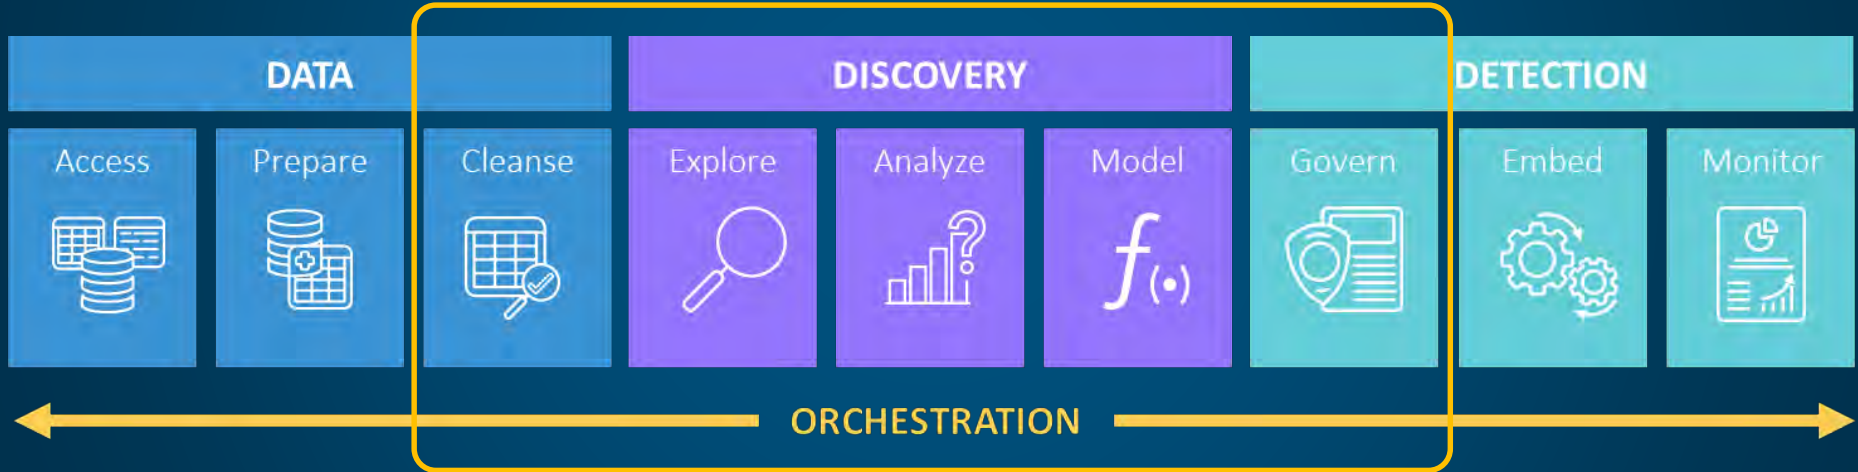 DATA DISCOVERY DETECTION
Access Prepare Cleanse Explore Analyze Model Govern Embed Monitor
?
f(•)
ORCHESTRATION